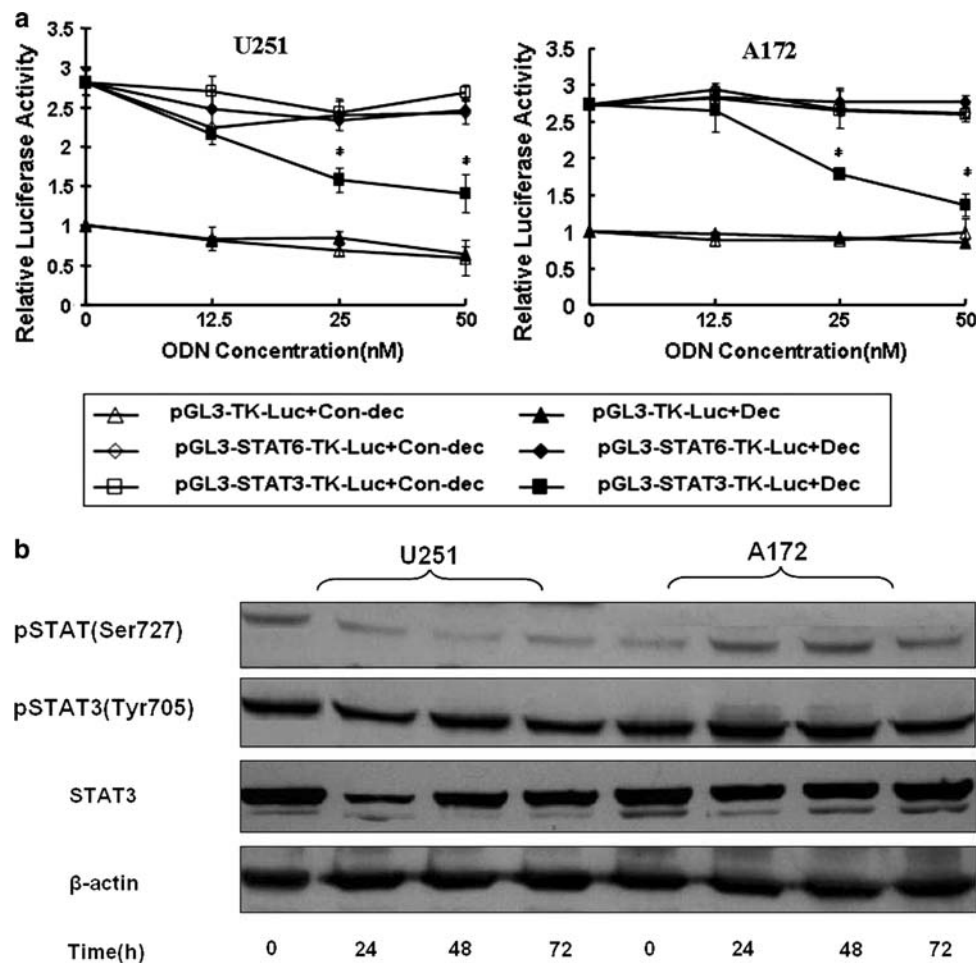 a
U251
Relative Luciferase Activity
3.5
3
2.5
2
1.5
1
0.5
0
0 12.5 25 50
ODN Concentration(nM)
A172
Relative Luciferase Activity
3.5
3
2.5
2
1.5
1
0.5
0
0 12.5 25 50
ODN Concentration(nM)
pGL3-TK-Luc+Con-dec
pGL3-TK-Luc+Dec
pGL3-STAT6-TK-Luc+Con-dec
pGL3-STAT6-TK-Luc+Dec
pGL3-STAT3-TK-Luc+Con-dec
pGL3-STAT3-TK-Luc+Dec
b
U251 A172
pSTAT(Ser727)
pSTAT3(Tyr705)
STAT3
β-actin
Time(h) 0 24 48 72 0 24 48 72